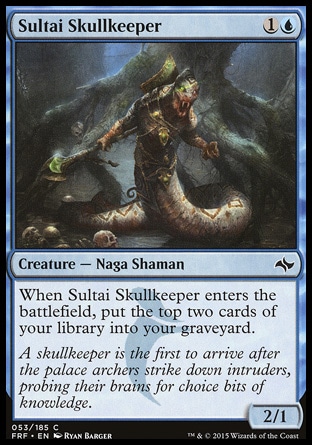 Sultai Skullkeeper 1
Creature — Naga Shaman
When Sultai Skullkeeper enters the
battlefield, put the top two cards of
your library into your graveyard.
A skullkeeper is the first to arrive after
the palace archers strike down intruders,
probing their brains for choice bits of
knowledge.
2/1
053/185 C
FRF • EN Ryan Barger
™ & © 2015 Wizards of the Coast